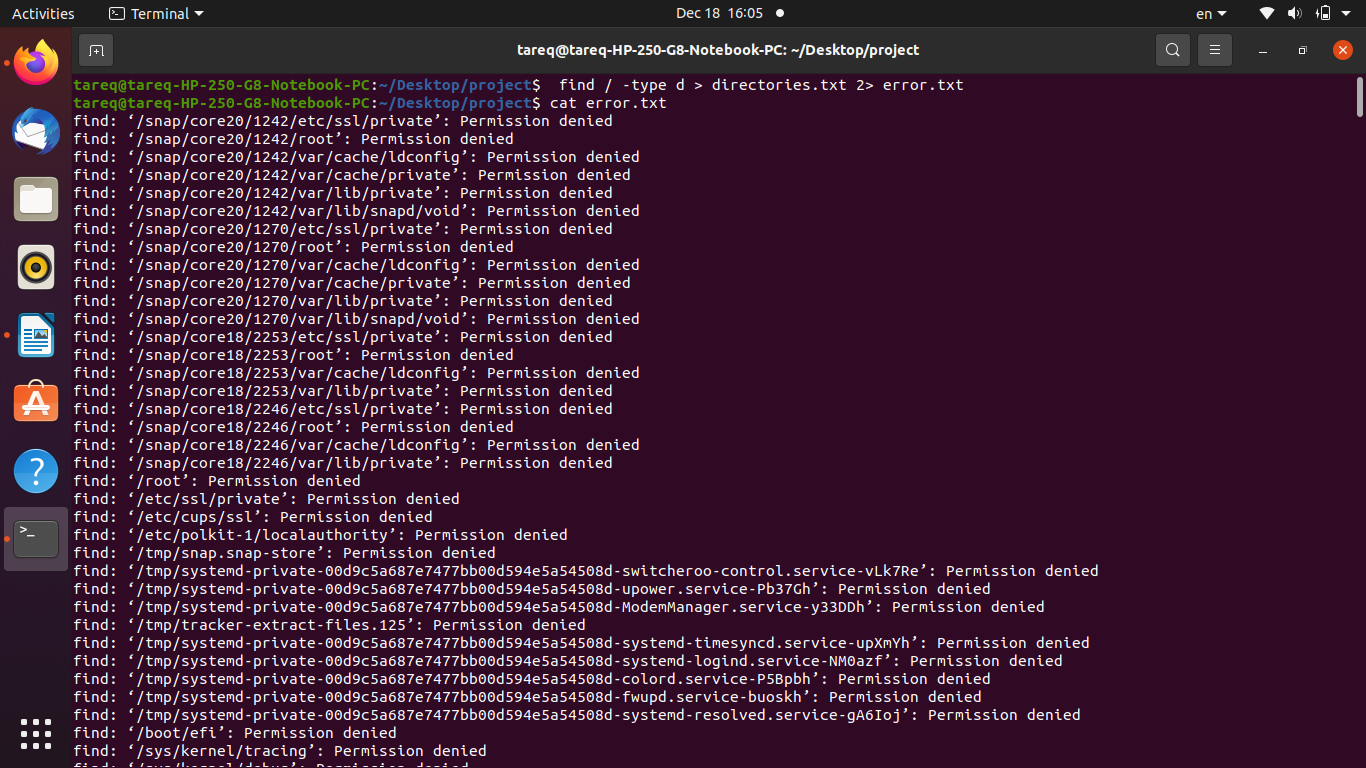 Activities Terminal Dec 18 16:05 en
tareq@tareq-HP-250-G8-Notebook-PC: ~/Desktop/project
tareq@tareq-HP-250-G8-Notebook-PC:~/Desktop/project$  find / -type d > directories.txt 2> error.txt
tareq@tareq-HP-250-G8-Notebook-PC:~/Desktop/project$ cat error.txt
find: ‘/snap/core20/1242/etc/ssl/private’: Permission denied
find: ‘/snap/core20/1242/root’: Permission denied
find: ‘/snap/core20/1242/var/cache/ldconfig’: Permission denied
find: ‘/snap/core20/1242/var/cache/private’: Permission denied
find: ‘/snap/core20/1242/var/lib/private’: Permission denied
find: ‘/snap/core20/1242/var/lib/snapd/void’: Permission denied
find: ‘/snap/core20/1270/etc/ssl/private’: Permission denied
find: ‘/snap/core20/1270/root’: Permission denied
find: ‘/snap/core20/1270/var/cache/ldconfig’: Permission denied
find: ‘/snap/core20/1270/var/cache/private’: Permission denied
find: ‘/snap/core20/1270/var/lib/private’: Permission denied
find: ‘/snap/core20/1270/var/lib/snapd/void’: Permission denied
find: ‘/snap/core18/2253/etc/ssl/private’: Permission denied
find: ‘/snap/core18/2253/root’: Permission denied
find: ‘/snap/core18/2253/var/cache/ldconfig’: Permission denied
find: ‘/snap/core18/2253/var/lib/private’: Permission denied
find: ‘/snap/core18/2246/etc/ssl/private’: Permission denied
find: ‘/snap/core18/2246/root’: Permission denied
find: ‘/snap/core18/2246/var/cache/ldconfig’: Permission denied
find: ‘/snap/core18/2246/var/lib/private’: Permission denied
find: ‘/root’: Permission denied
find: ‘/etc/ssl/private’: Permission denied
find: ‘/etc/cups/ssl’: Permission denied
find: ‘/etc/polkit-1/localauthority’: Permission denied
find: ‘/tmp/snap.snap-store’: Permission denied
find: ‘/tmp/systemd-private-00d9c5a687e7477bb00d594e5a54508d-switcheroo-control.service-vLk7Re’: Permission denied
find: ‘/tmp/systemd-private-00d9c5a687e7477bb00d594e5a54508d-upower.service-Pb37Gh’: Permission denied
find: ‘/tmp/systemd-private-00d9c5a687e7477bb00d594e5a54508d-ModemManager.service-y33DDh’: Permission denied
find: ‘/tmp/tracker-extract-files.125’: Permission denied
find: ‘/tmp/systemd-private-00d9c5a687e7477bb00d594e5a54508d-systemd-timesyncd.service-upXmYh’: Permission denied
find: ‘/tmp/systemd-private-00d9c5a687e7477bb00d594e5a54508d-systemd-logind.service-NM0azf’: Permission denied
find: ‘/tmp/systemd-private-00d9c5a687e7477bb00d594e5a54508d-colord.service-P5Bpbh’: Permission denied
find: ‘/tmp/systemd-private-00d9c5a687e7477bb00d594e5a54508d-fwupd.service-buoskh’: Permission denied
find: ‘/tmp/systemd-private-00d9c5a687e7477bb00d594e5a54508d-systemd-resolved.service-gA6Ioj’: Permission denied
find: ‘/boot/efi’: Permission denied
find: ‘/sys/kernel/tracing’: Permission denied
find: ‘/sys/kernel/debug’: Permission denied